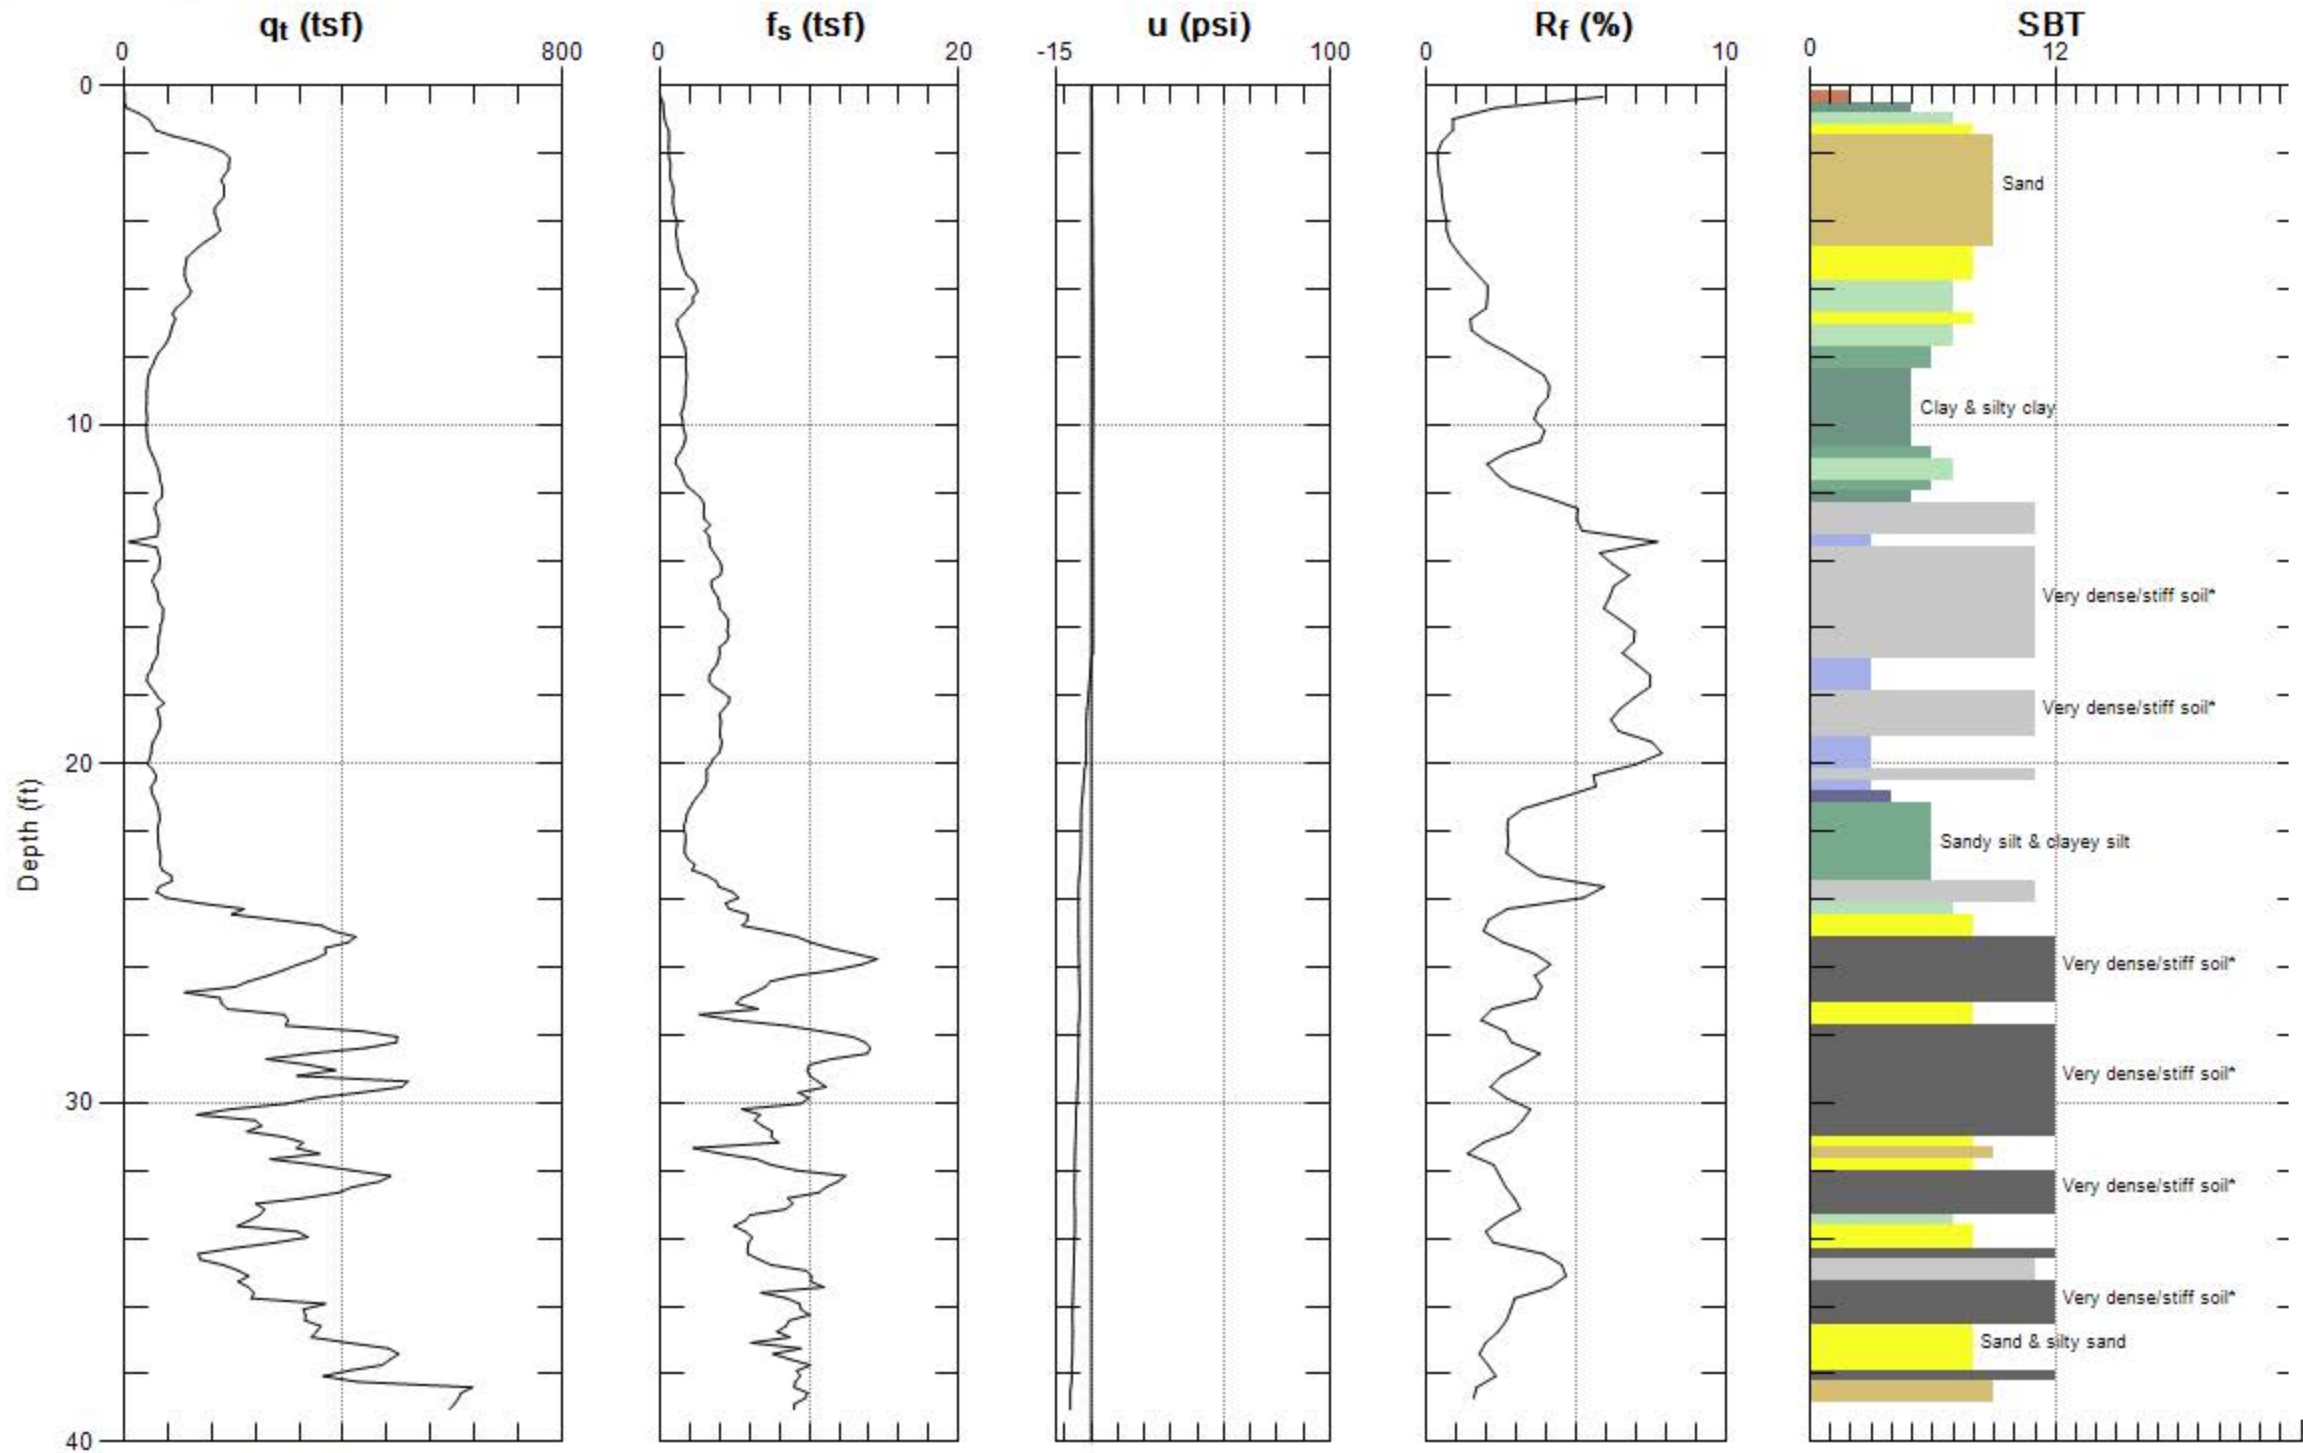 qt (tsf) fs (tsf) u (psi) Rf (%) SBT
0 800 0 20 -15 100 0 10 0 12
0
Sand
Clay & silty clay
10
Very dense/stiff soil*
Very dense/stiff soil*
20
Depth (ft)
Sandy silt & clayey silt
Very dense/stiff soil*
Very dense/stiff soil*
30
Very dense/stiff soil*
Very dense/stiff soil*
Sand & silty sand
40